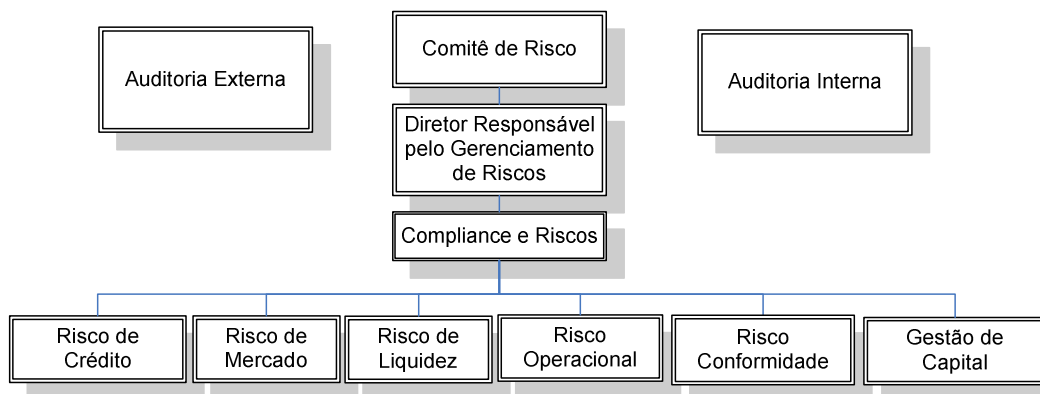 Auditoria Externa
Comitê de Risco
Auditoria Interna
Diretor Responsável
pelo Gerenciamento
de Riscos
Compliance e Riscos
Risco de
Crédito
Risco de
Mercado
Risco de
Liquidez
Risco
Operacional
Risco
Conformidade
Gestão de
Capital